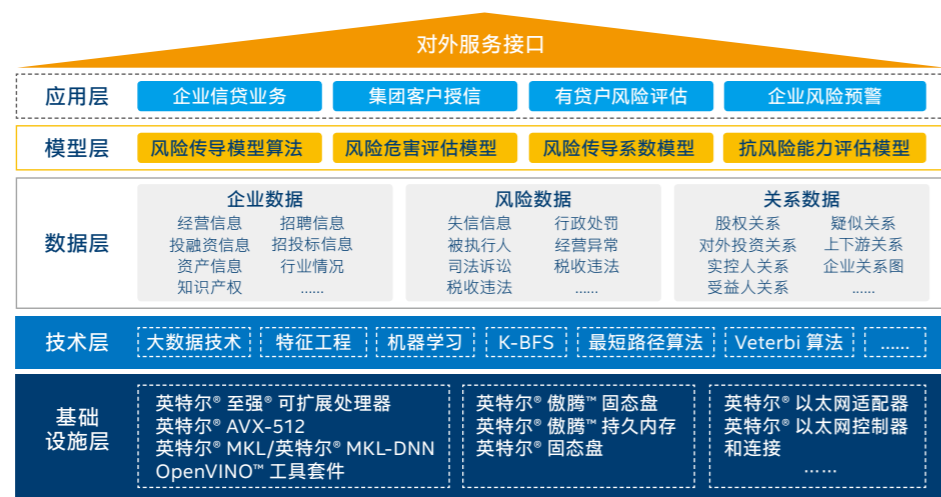 对外服务接口
应用层 企业信贷业务 集团客户授信 有贷户风险评估 企业风险预警
模型层 风险传导模型算法 风险危害评估模型 风险传导系数模型 抗风险能力评估模型
数据层
企业数据
经营信息 招聘信息
投融资信息 招投标信息
资产信息 行业情况
知识产权 ......
风险数据
失信信息 行政处罚
被执行人 经营异常
司法诉讼 税收违法
税收违法 ......
关系数据
股权关系 疑似关系
对外投资关系 上下游关系
实控人关系 企业关系图
受益人关系 ......
技术层 大数据技术 特征工程 机器学习 K-BFS 最短路径算法 Veterbi 算法 ......
基础
设施层
英特尔® 至强® 可扩展处理器
英特尔® AVX-512
英特尔® MKL/英特尔® MKL-DNN
OpenVINO™ 工具套件
英特尔® 傲腾™ 固态盘
英特尔® 傲腾™ 持久内存
英特尔® 固态盘
英特尔® 以太网适配器
英特尔® 以太网控制器
和连接
......